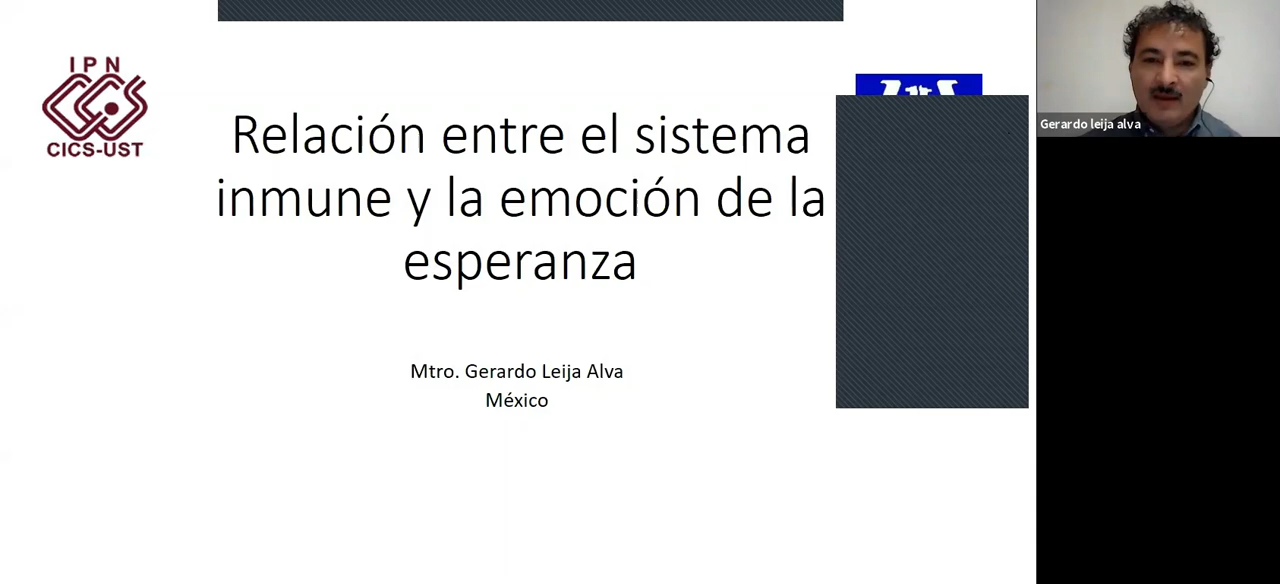 IPN
CICS-UST
Relación entre el sistema
inmune y la emoción de la
esperanza
Mtro. Gerardo Leija Alva
México
Gerardo leija alva